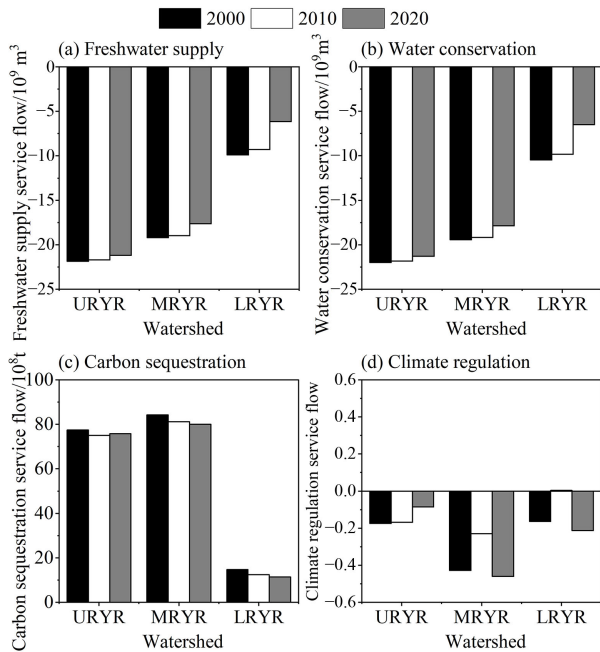 2000 2010 2020
(a) Freshwater supply
Freshwater supply service flow/10⁹ m³
0
−5
−10
−15
−20
−25
URYR MRYR LRYR
Watershed
(b) Water conservation
Water conservation service flow/10⁹m³
0
−5
−10
−15
−20
−25
URYR MRYR LRYR
Watershed
(c) Carbon sequestration
Carbon sequestration service flow/10⁸t
100
80
60
40
20
0
URYR MRYR LRYR
Watershed
(d) Climate regulation
Climate regulation service flow
0.6
0.4
0.2
0.0
−0.2
−0.4
−0.6
URYR MRYR LRYR
Watershed